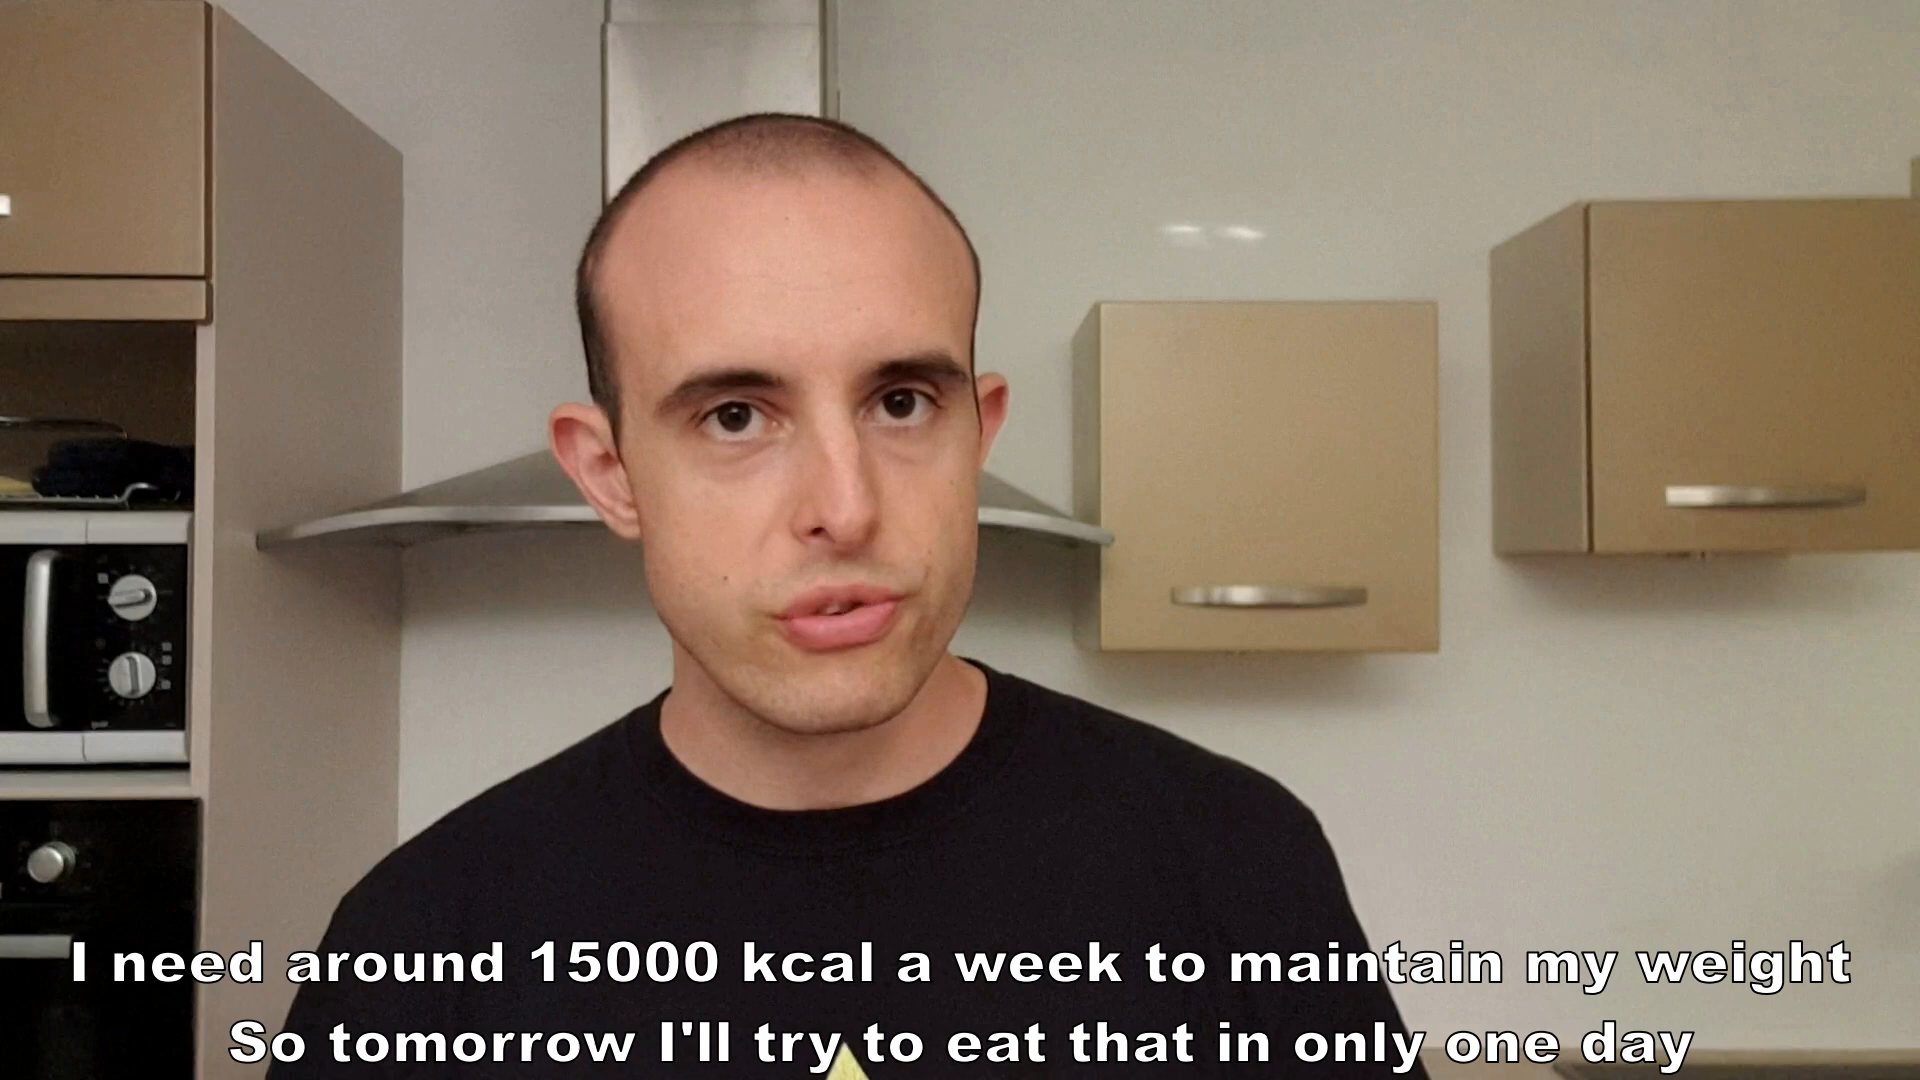 I need around 15000 kcal a week to maintain my weight
So tomorrow I'll try to eat that in only one day